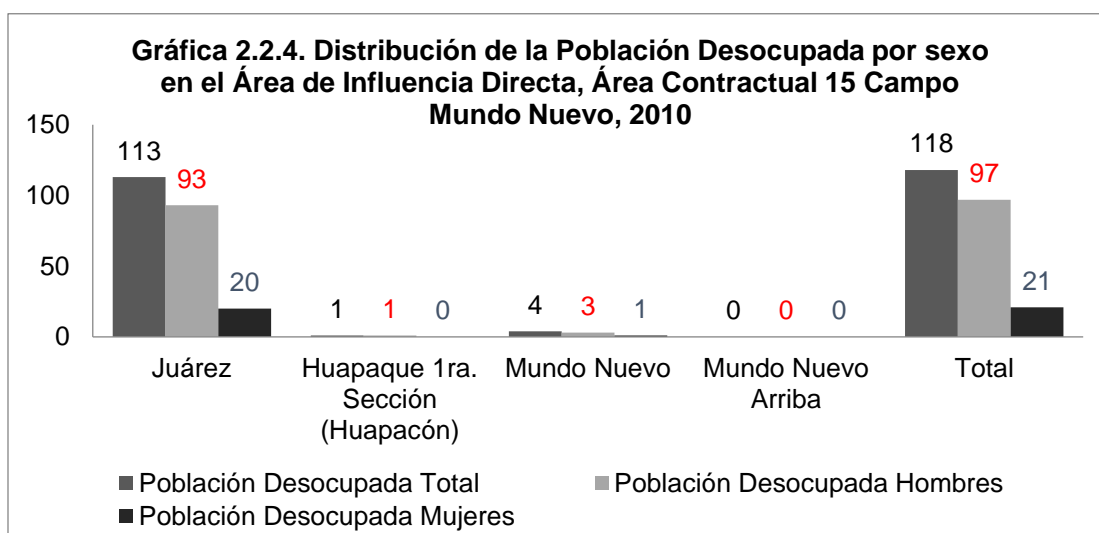 Gráfica 2.2.4. Distribución de la Población Desocupada por sexo
en el Área de Influencia Directa, Área Contractual 15 Campo
Mundo Nuevo, 2010
150
100
50
0
113
93
20
1
1
0
4
3
1
0
0
0
118
97
21
Juárez
Huapaque 1ra.
Sección
(Huapacón)
Mundo Nuevo
Mundo Nuevo
Arriba
Total
Población Desocupada Total
Población Desocupada Hombres
Población Desocupada Mujeres